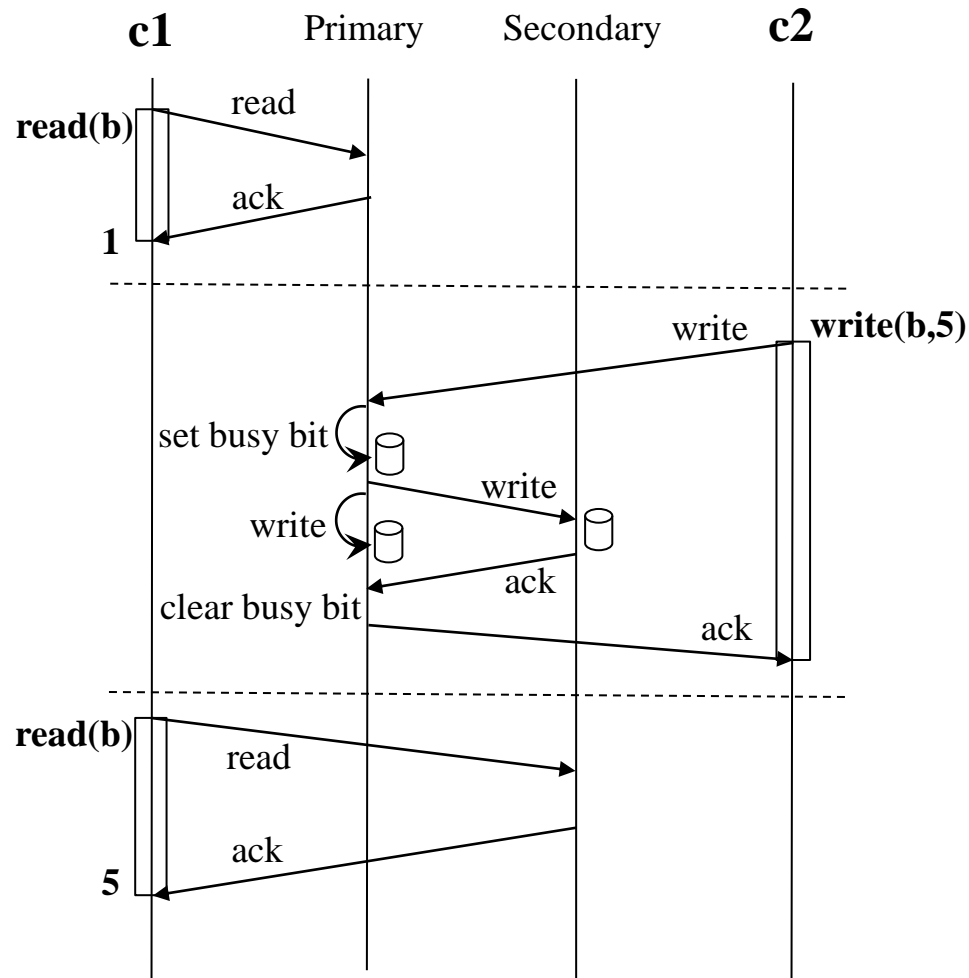 c1 Primary Secondary c2
read
read(b)
ack
1
write write(b,5)
set busy bit
write
write
ack
clear busy bit
ack
read(b)
read
ack
5